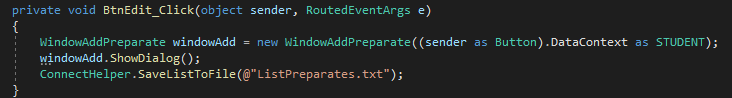 private void BtnEdit_Click(object sender, RoutedEventArgs e)
{
WindowAddPreparate windowAdd = new WindowAddPreparate((sender as Button).DataContext as STUDENT);
windowAdd.ShowDialog();
ConnectHelper.SaveListToFile(@"ListPreparates.txt");
}